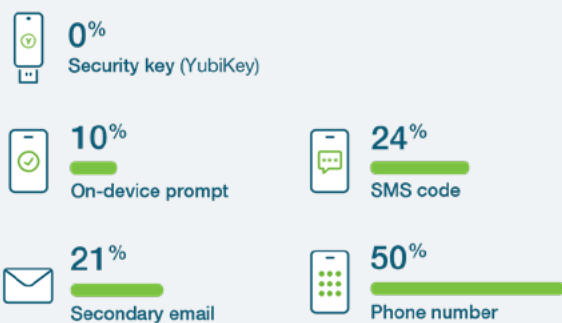 0%
Security key (YubiKey)
10%
On-device prompt
24%
SMS code
21%
Secondary email
50%
Phone number